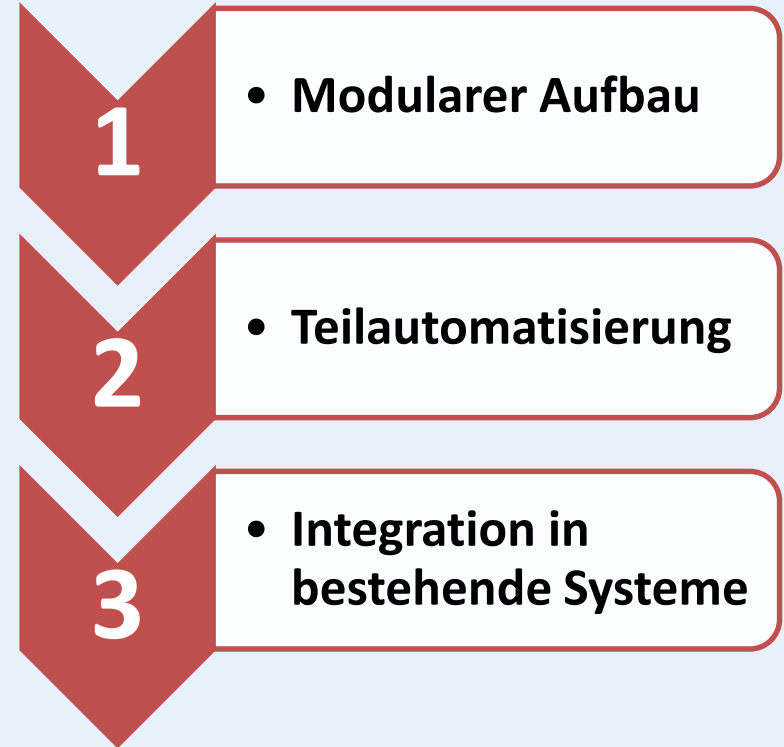 1
• Modularer Aufbau
2
• Teilautomatisierung
3
• Integration in
bestehende Systeme